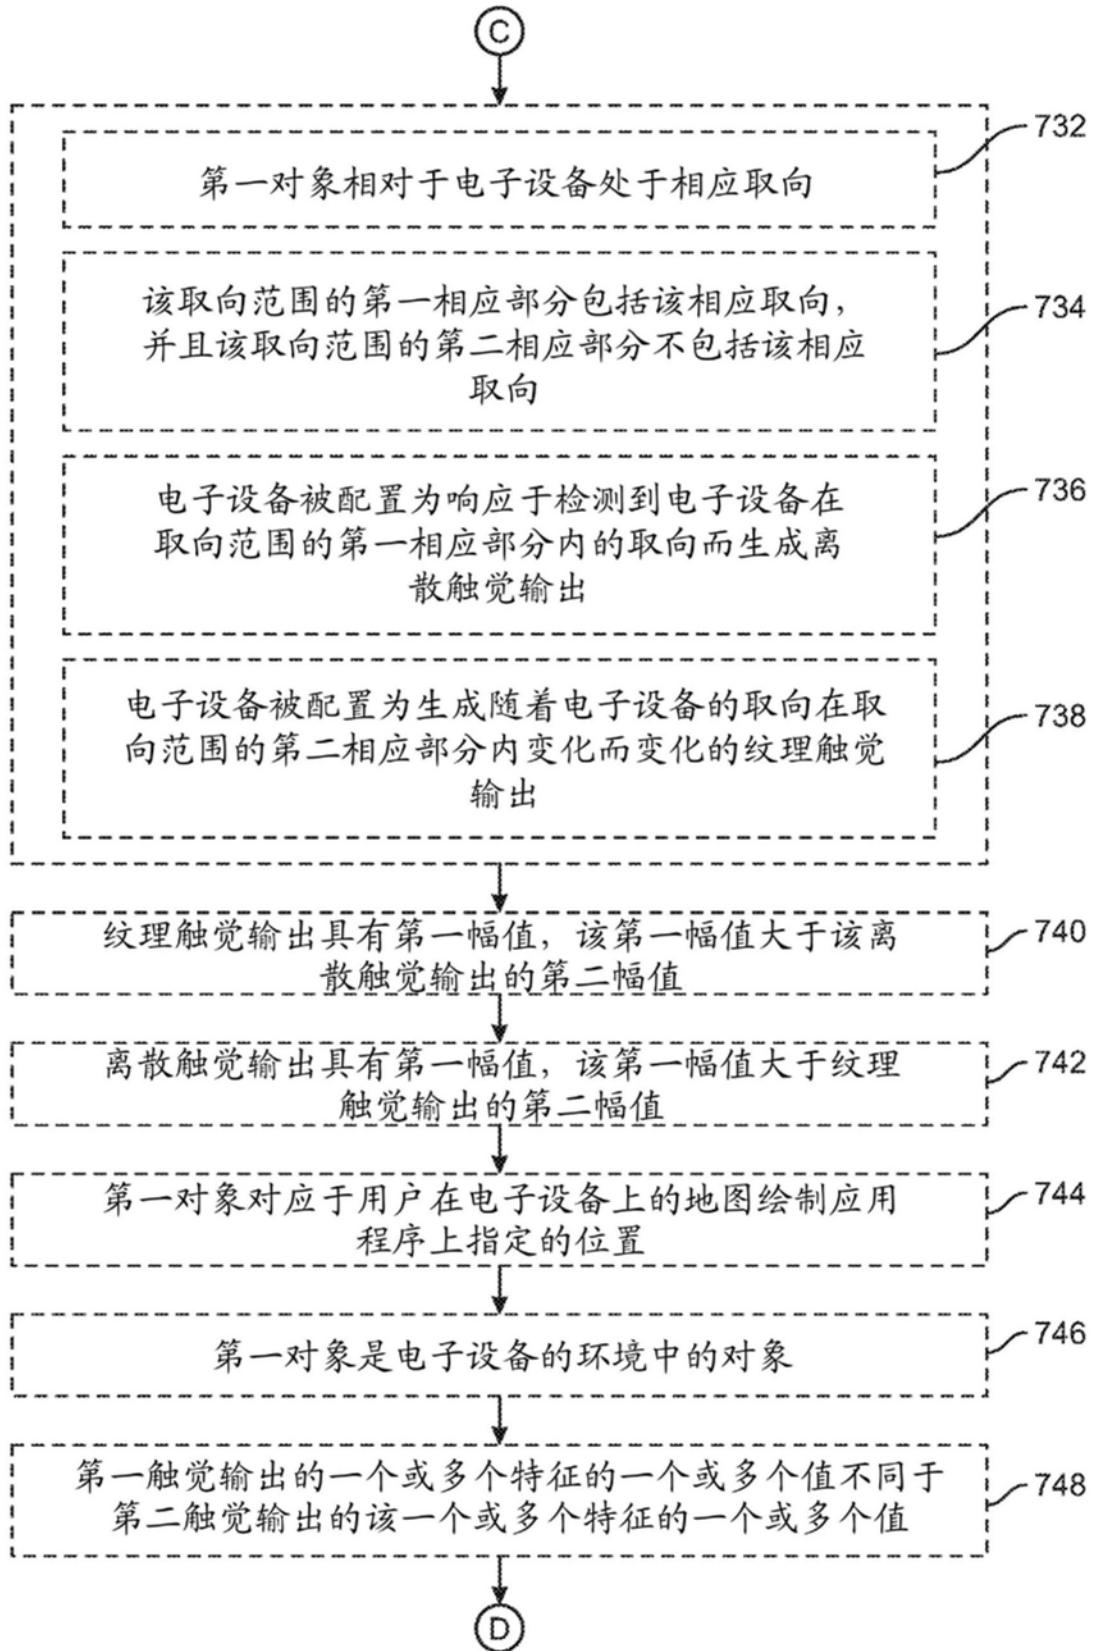 C
732
第一对象相对于电子设备处于相应取向
734
该取向范围的第一相应部分包括该相应取向，
并且该取向范围的第二相应部分不包括该相应
取向
736
电子设备被配置为响应于检测到电子设备在
取向范围的第一相应部分内的取向而生成离
散触觉输出
738
电子设备被配置为生成随着电子设备的取向在取
向范围的第二相应部分内变化而变化的纹理触觉
输出
740
纹理触觉输出具有第一幅值，该第一幅值大于该离
散触觉输出的第二幅值
742
离散触觉输出具有第一幅值，该第一幅值大于纹理
触觉输出的第二幅值
744
第一对象对应于用户在电子设备上的地图绘制应用
程序上指定的位置
746
第一对象是电子设备的环境中的对象
748
第一触觉输出的一个或多个特征的一个或多个值不同于
第二触觉输出的该一个或多个特征的一个或多个值
D